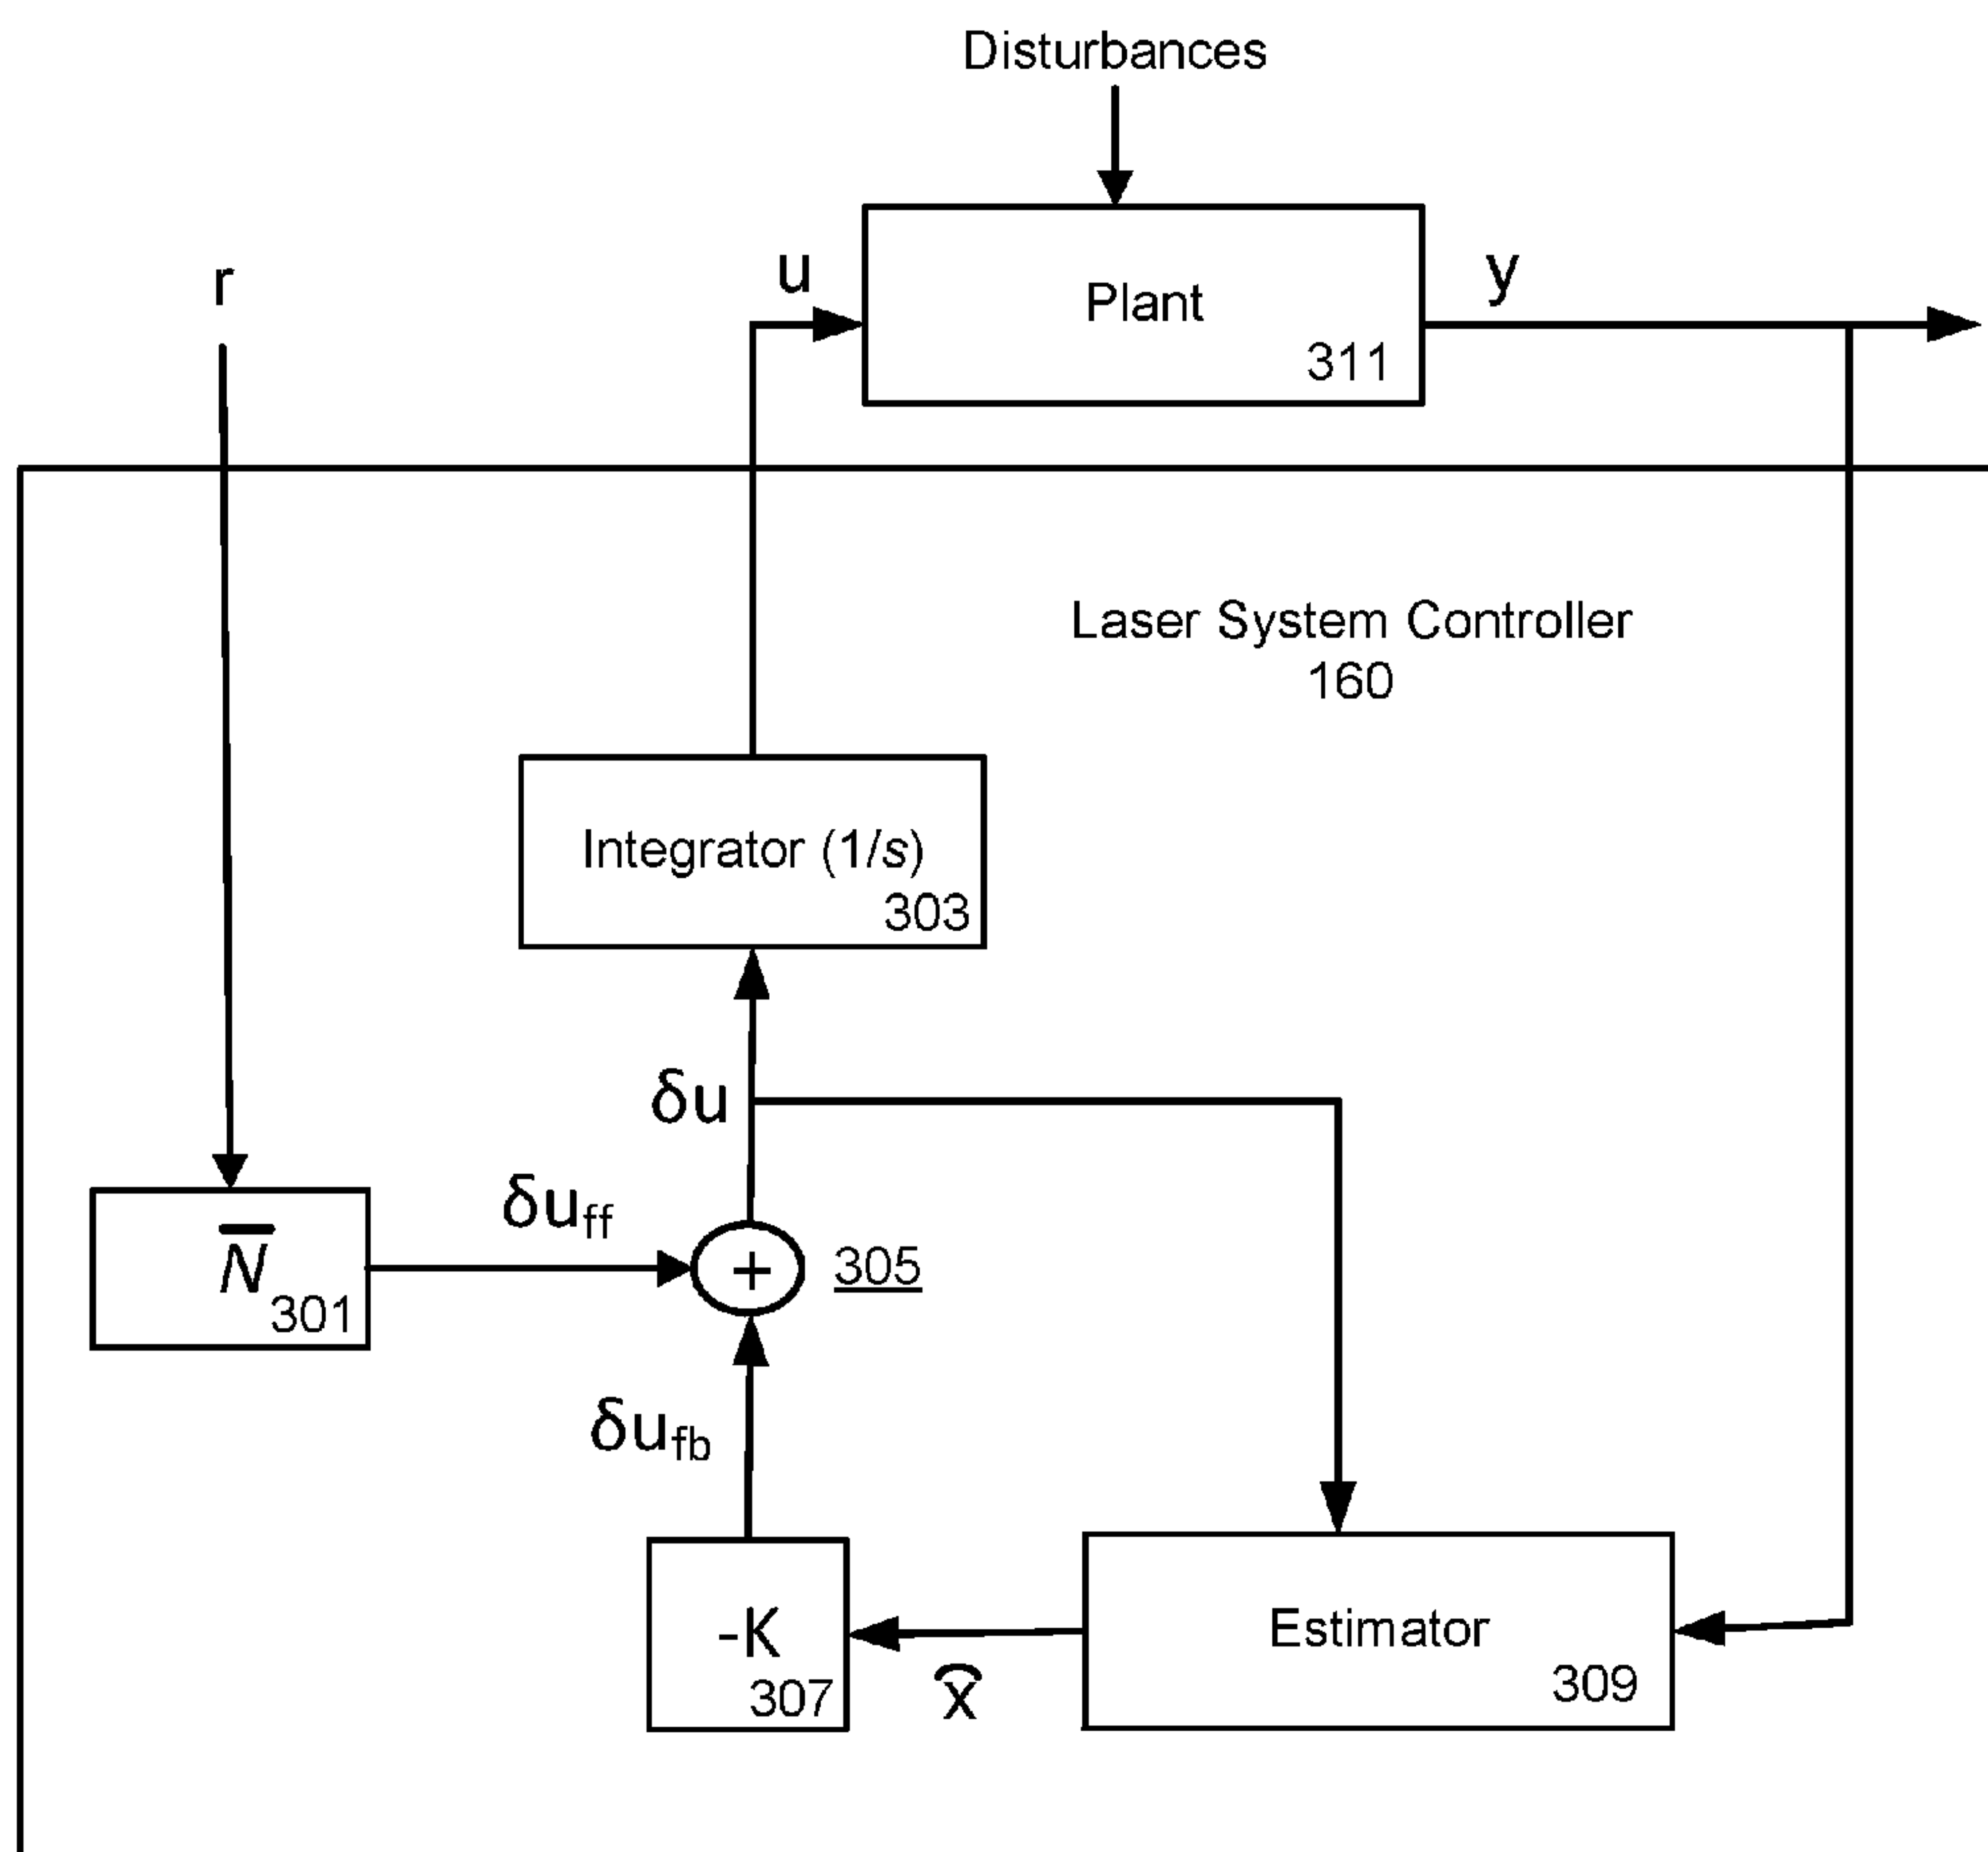 Disturbances
r
u
Plant
311
y
Laser System Controller
160
Integrator (1/s)
303
δu
δuff
N̅
301
+
305
δufb
-K
307
x̂
Estimator
309